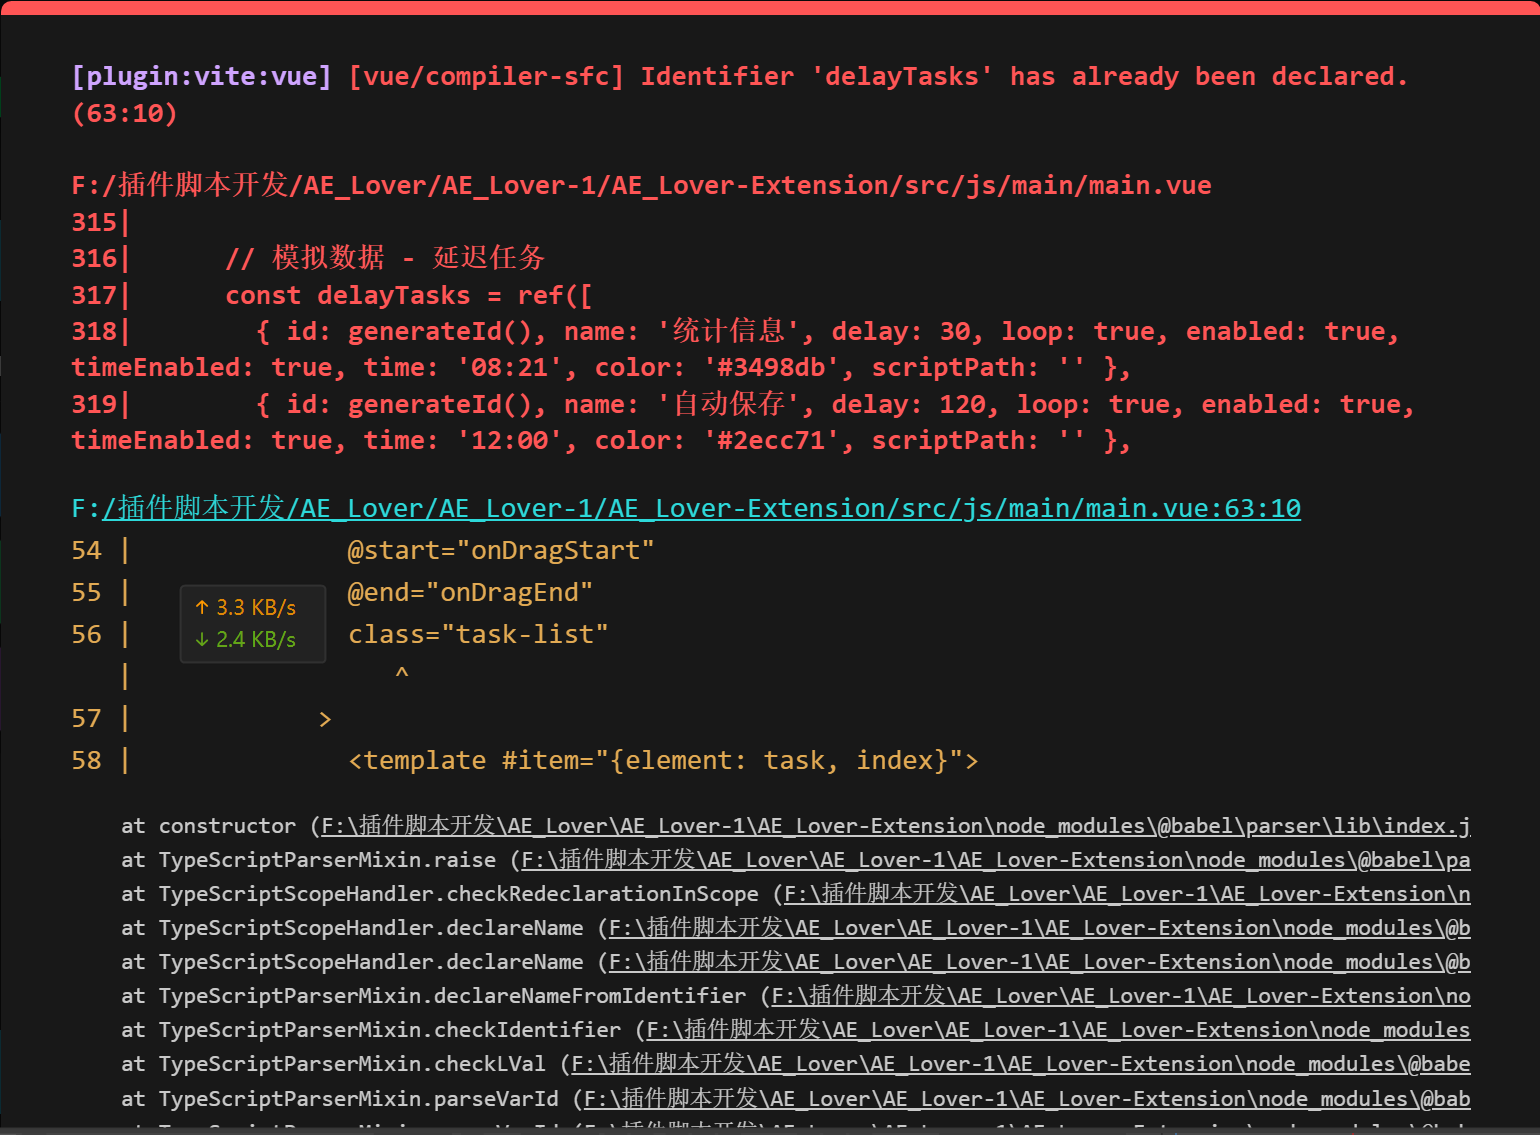 [plugin:vite:vue] [vue/compiler-sfc] Identifier 'delayTasks' has already been declared.
(63:10)
F:/插件脚本开发/AE_Lover/AE_Lover-1/AE_Lover-Extension/src/js/main/main.vue
315|
316|      // 模拟数据 - 延迟任务
317|      const delayTasks = ref([
318|        { id: generateId(), name: '统计信息', delay: 30, loop: true, enabled: true,
timeEnabled: true, time: '08:21', color: '#3498db', scriptPath: '' },
319|        { id: generateId(), name: '自动保存', delay: 120, loop: true, enabled: true,
timeEnabled: true, time: '12:00', color: '#2ecc71', scriptPath: '' },
F:/插件脚本开发/AE_Lover/AE_Lover-1/AE_Lover-Extension/src/js/main/main.vue:63:10
54 |              @start="onDragStart"
55 |              @end="onDragEnd"
↑ 3.3 KB/s
56 |              class="task-list"
↓ 2.4 KB/s
|                 ^
57 |            >
58 |              <template #item="{element: task, index}">
at constructor (F:\插件脚本开发\AE_Lover\AE_Lover-1\AE_Lover-Extension\node_modules\@babel\parser\lib\index.j
at TypeScriptParserMixin.raise (F:\插件脚本开发\AE_Lover\AE_Lover-1\AE_Lover-Extension\node_modules\@babel\pa
at TypeScriptScopeHandler.checkRedeclarationInScope (F:\插件脚本开发\AE_Lover\AE_Lover-1\AE_Lover-Extension\n
at TypeScriptScopeHandler.declareName (F:\插件脚本开发\AE_Lover\AE_Lover-1\AE_Lover-Extension\node_modules\@b
at TypeScriptScopeHandler.declareName (F:\插件脚本开发\AE_Lover\AE_Lover-1\AE_Lover-Extension\node_modules\@b
at TypeScriptParserMixin.declareNameFromIdentifier (F:\插件脚本开发\AE_Lover\AE_Lover-1\AE_Lover-Extension\no
at TypeScriptParserMixin.checkIdentifier (F:\插件脚本开发\AE_Lover\AE_Lover-1\AE_Lover-Extension\node_modules
at TypeScriptParserMixin.checkLVal (F:\插件脚本开发\AE_Lover\AE_Lover-1\AE_Lover-Extension\node_modules\@babe
at TypeScriptParserMixin.parseVarId (F:\插件脚本开发\AE_Lover\AE_Lover-1\AE_Lover-Extension\node_modules\@bab